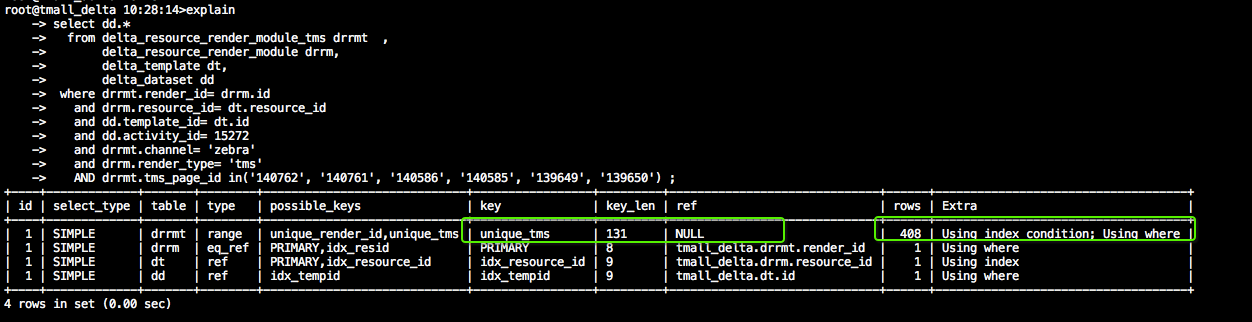 root@tmall_delta 10:28:14>explain
    -> select dd.*
    ->   from delta_resource_render_module_tms drrmt  ,
    ->        delta_resource_render_module drrm,
    ->        delta_template dt,
    ->        delta_dataset dd
    ->  where drrmt.render_id= drrm.id
    ->    and drrm.resource_id= dt.resource_id
    ->    and dd.template_id= dt.id
    ->    and dd.activity_id= 15272
    ->    and drrmt.channel= 'zebra'
    ->    and drrm.render_type= 'tms'
    ->    AND drrmt.tms_page_id in('140762', '140761', '140586', '140585', '139649', '139650') ;
| id | select_type | table | type | possible_keys | key | key_len | ref | rows | Extra |
| 1 | SIMPLE | drrmt | range | unique_render_id,unique_tms | unique_tms | 131 | NULL | 408 | Using index condition; Using where |
| 1 | SIMPLE | drrm | eq_ref | PRIMARY,idx_resid | PRIMARY | 8 | tmall_delta.drrmt.render_id | 1 | Using where |
| 1 | SIMPLE | dt | ref | PRIMARY,idx_resource_id | idx_resource_id | 9 | tmall_delta.drrm.resource_id | 1 | Using index |
| 1 | SIMPLE | dd | ref | idx_tempid | idx_tempid | 9 | tmall_delta.dt.id | 1 | Using where |
4 rows in set (0.00 sec)